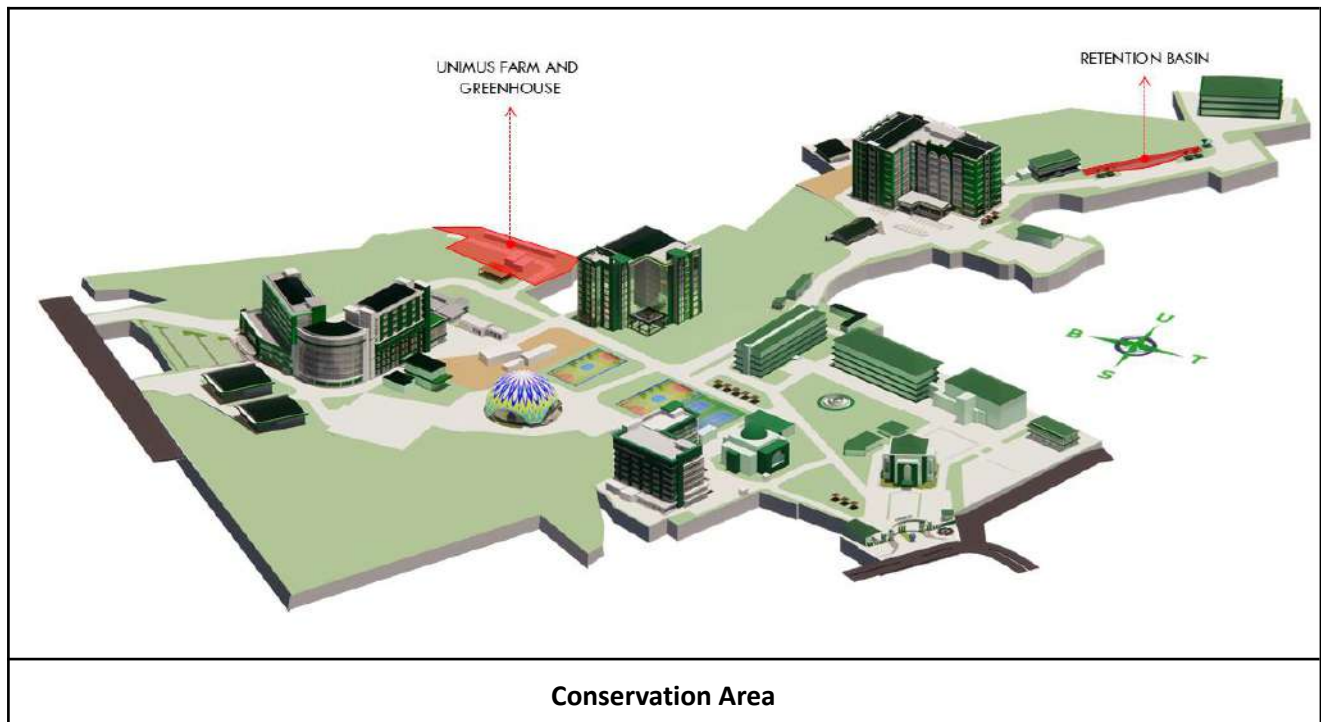 UNIMUS FARM AND
GREENHOUSE
RETENTION BASIN
U
B
T
S
Conservation Area